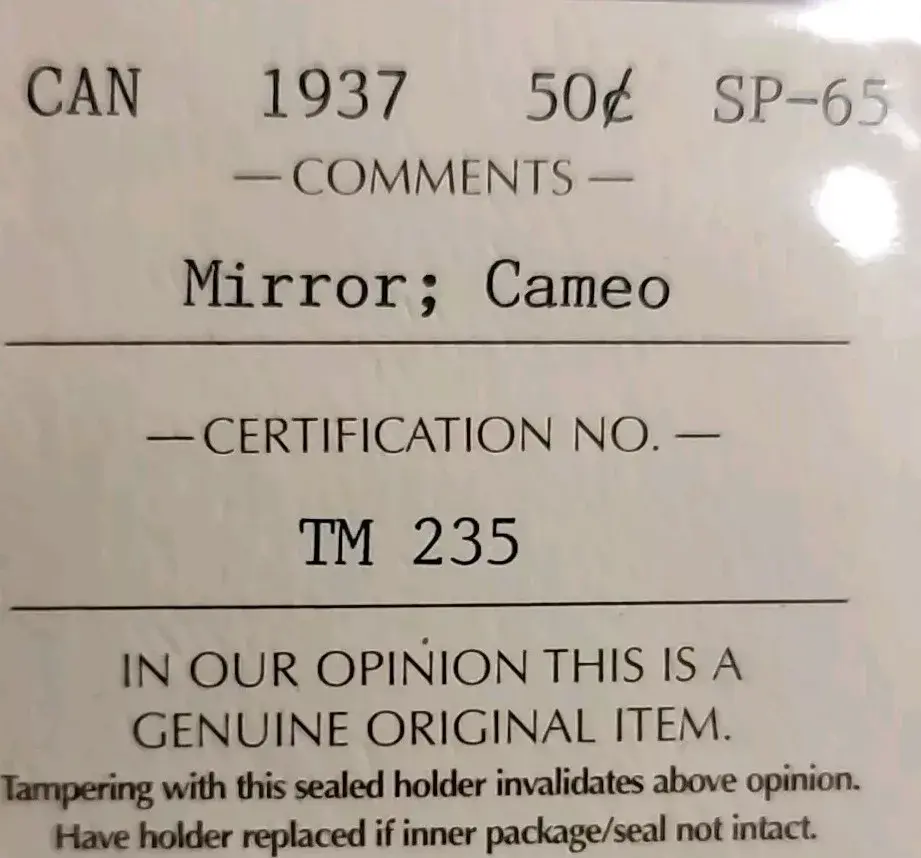 CAN 1937 50¢ SP-65
— COMMENTS —
Mirror; Cameo
— CERTIFICATION NO. —
TM 235
IN OUR OPINION THIS IS A
GENUINE ORIGINAL ITEM.
Tampering with this sealed holder invalidates above opinion.
Have holder replaced if inner package/seal not intact.